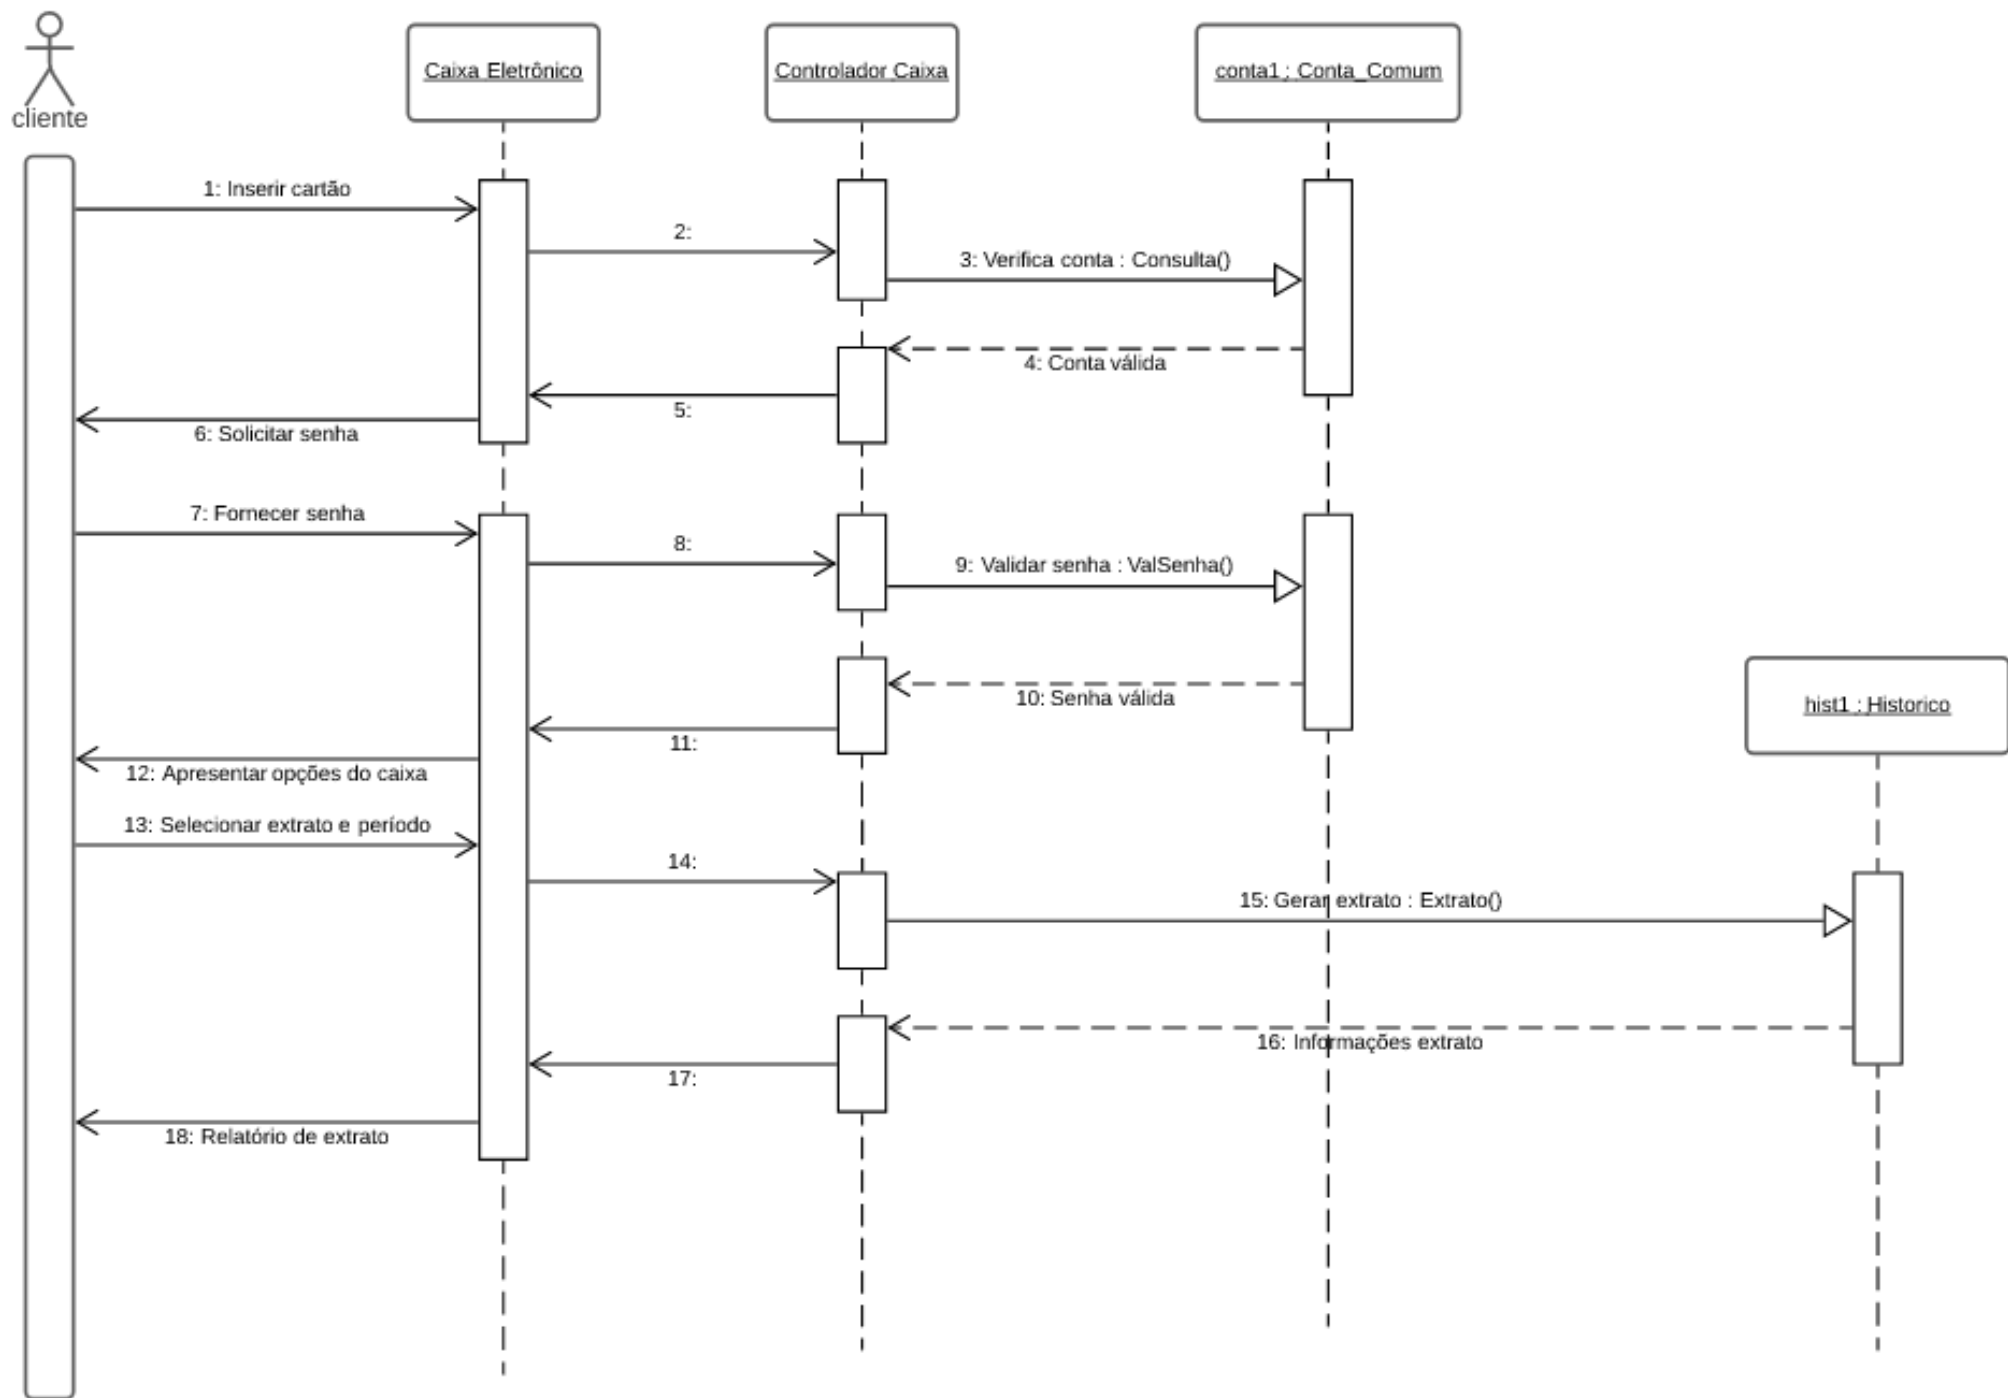 cliente
Caixa Eletrônico
Controlador Caixa
conta1 : Conta_Comum
1: Inserir cartão
2:
3: Verifica conta : Consulta()
4: Conta válida
5:
6: Solicitar senha
7: Fornecer senha
8:
9: Validar senha : ValSenha()
10: Senha válida
hist1 : Historico
11:
12: Apresentar opções do caixa
13: Selecionar extrato e período
14:
15: Gerar extrato : Extrato()
16: Informações extrato
17:
18: Relatório de extrato